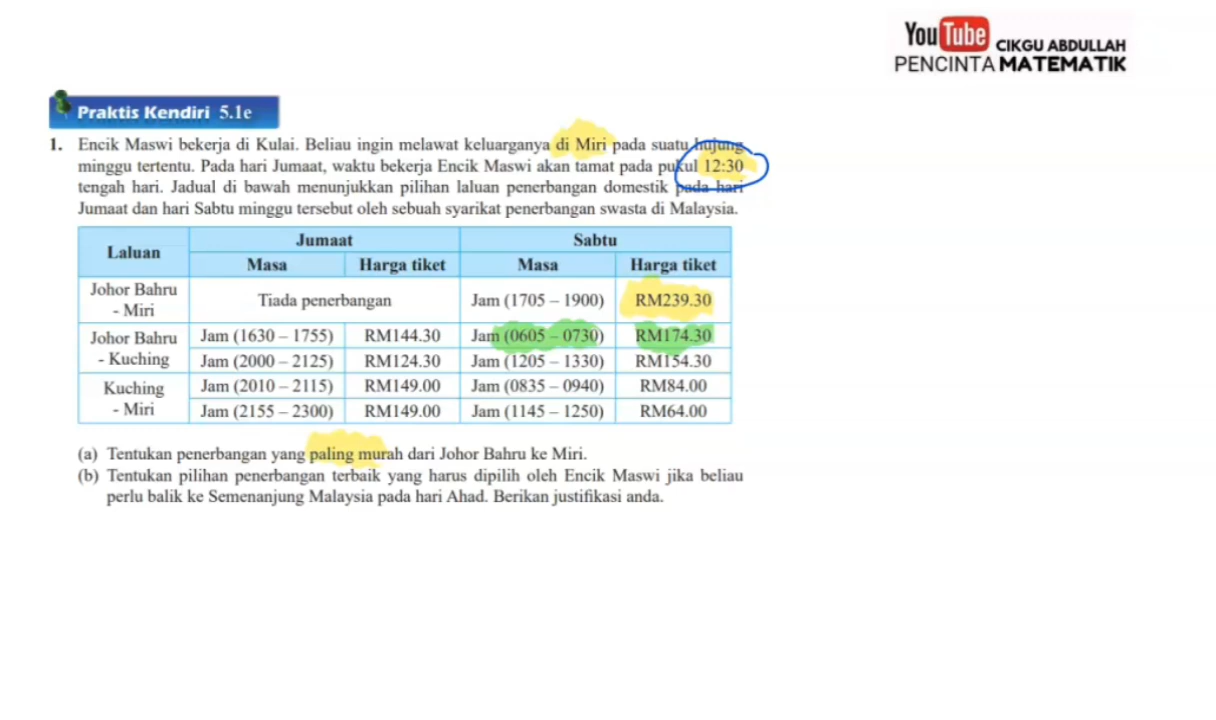 YouTube CIKGU ABDULLAH
PENCINTA MATEMATIK
Praktis Kendiri 5.1e
1. Encik Maswi bekerja di Kulai. Beliau ingin melawat keluarganya di Miri pada suatu hujung
minggu tertentu. Pada hari Jumaat, waktu bekerja Encik Maswi akan tamat pada pukul 12:30
tengah hari. Jadual di bawah menunjukkan pilihan laluan penerbangan domestik pada hari
Jumaat dan hari Sabtu minggu tersebut oleh sebuah syarikat penerbangan swasta di Malaysia.
Laluan Jumaat Sabtu
Masa Harga tiket Masa Harga tiket
Johor Bahru - Miri Tiada penerbangan Jam (1705 – 1900) RM239.30
Johor Bahru Jam (1630 – 1755) RM144.30 Jam (0605 – 0730) RM174.30
- Kuching Jam (2000 – 2125) RM124.30 Jam (1205 – 1330) RM154.30
Kuching Jam (2010 – 2115) RM149.00 Jam (0835 – 0940) RM84.00
- Miri Jam (2155 – 2300) RM149.00 Jam (1145 – 1250) RM64.00
(a) Tentukan penerbangan yang paling murah dari Johor Bahru ke Miri.
(b) Tentukan pilihan penerbangan terbaik yang harus dipilih oleh Encik Maswi jika beliau
perlu balik ke Semenanjung Malaysia pada hari Ahad. Berikan justifikasi anda.